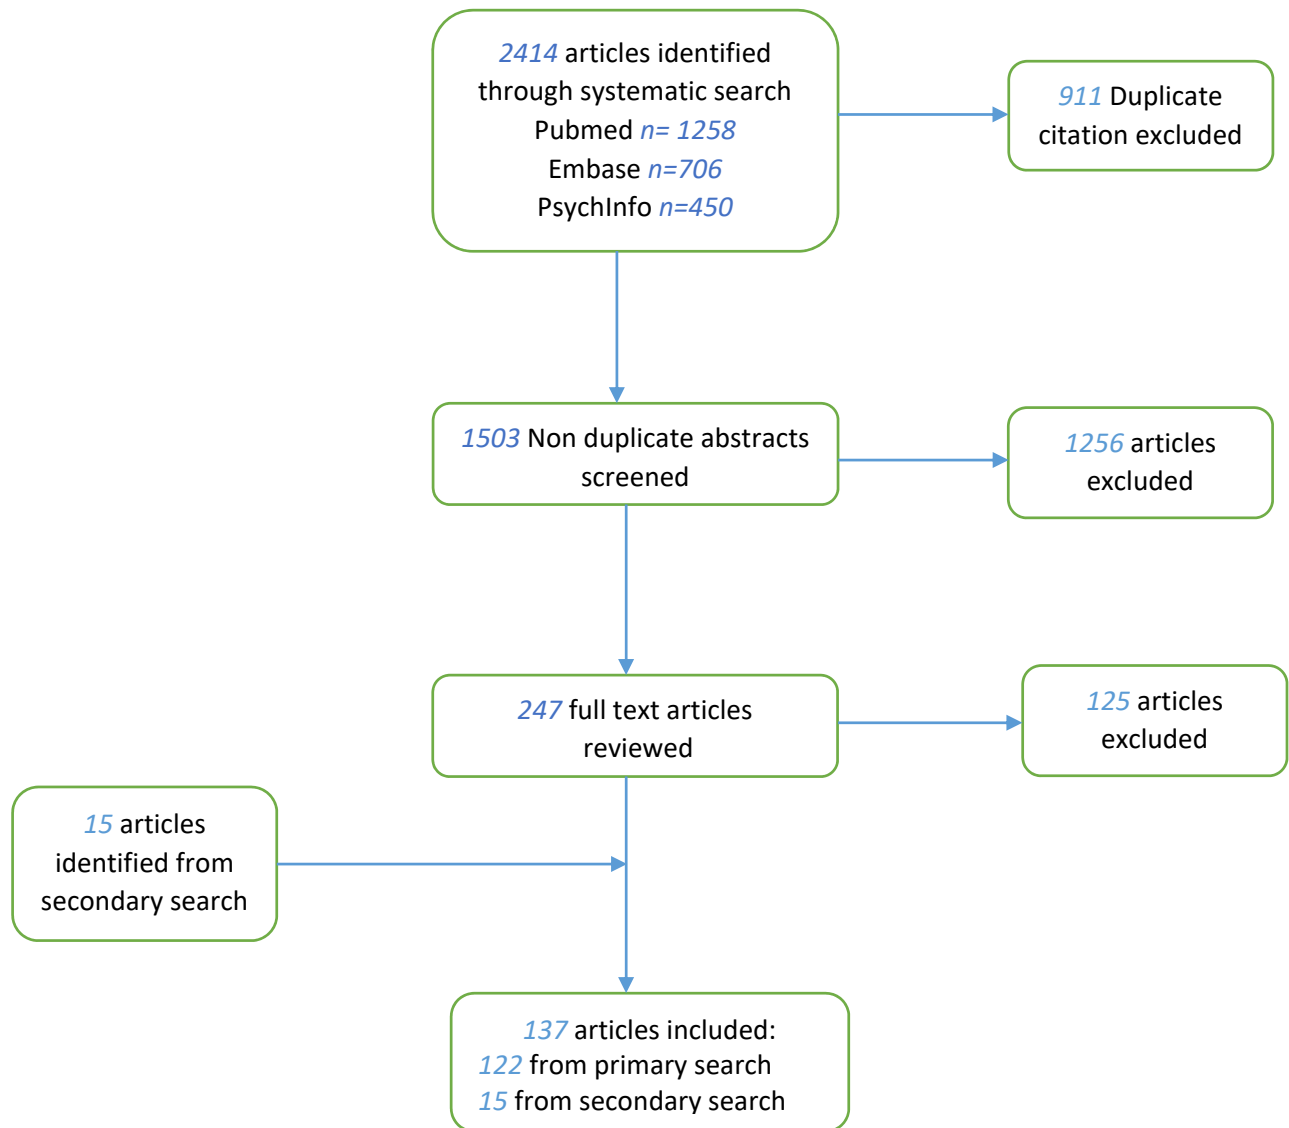 2414 articles identified
through systematic search
Pubmed n= 1258
Embase n=706
PsychInfo n=450
911 Duplicate
citation excluded
1503 Non duplicate abstracts
screened
1256 articles
excluded
247 full text articles
reviewed
125 articles
excluded
15 articles
identified from
secondary search
137 articles included:
122 from primary search
15 from secondary search